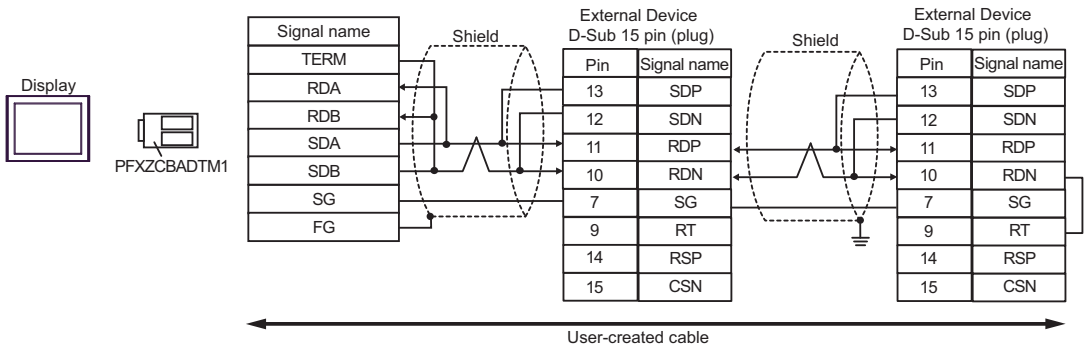 Display
PFXZCBADTM1
Signal name
TERM
RDA
RDB
SDA
SDB
SG
FG
Shield
External Device
D-Sub 15 pin (plug)
Pin Signal name
13 SDP
12 SDN
11 RDP
10 RDN
7 SG
9 RT
14 RSP
15 CSN
Shield
External Device
D-Sub 15 pin (plug)
Pin Signal name
13 SDP
12 SDN
11 RDP
10 RDN
7 SG
9 RT
14 RSP
15 CSN
User-created cable